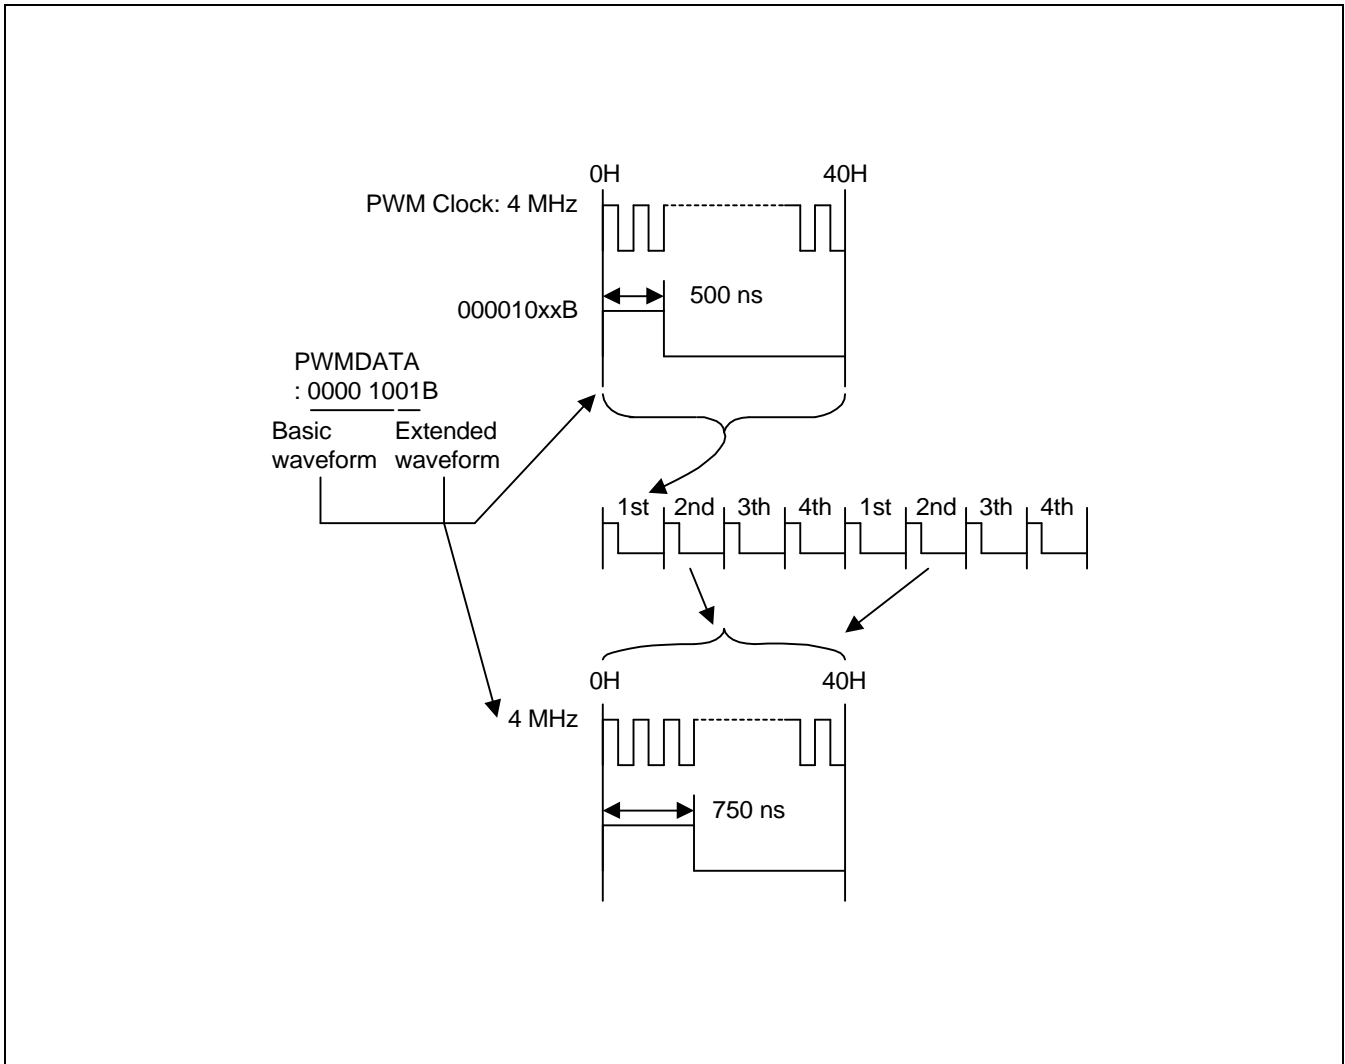 0H 40H
PWM Clock: 4 MHz
500 ns
000010xxB
PWMDATA
: 0000 1001B
Basic Extended
waveform waveform
1st 2nd 3th 4th 1st 2nd 3th 4th
0H 40H
4 MHz
750 ns